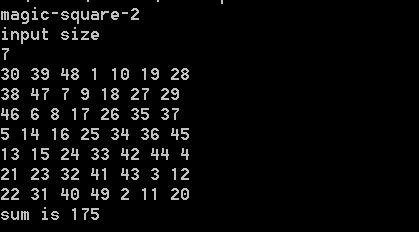 magic-square-2
input size
7
30 39 48 1 10 19 28
38 47 7 9 18 27 29
46 6 8 17 26 35 37
5 14 16 25 34 36 45
13 15 24 33 42 44 4
21 23 32 41 43 3 12
22 31 40 49 2 11 20
sum is 175